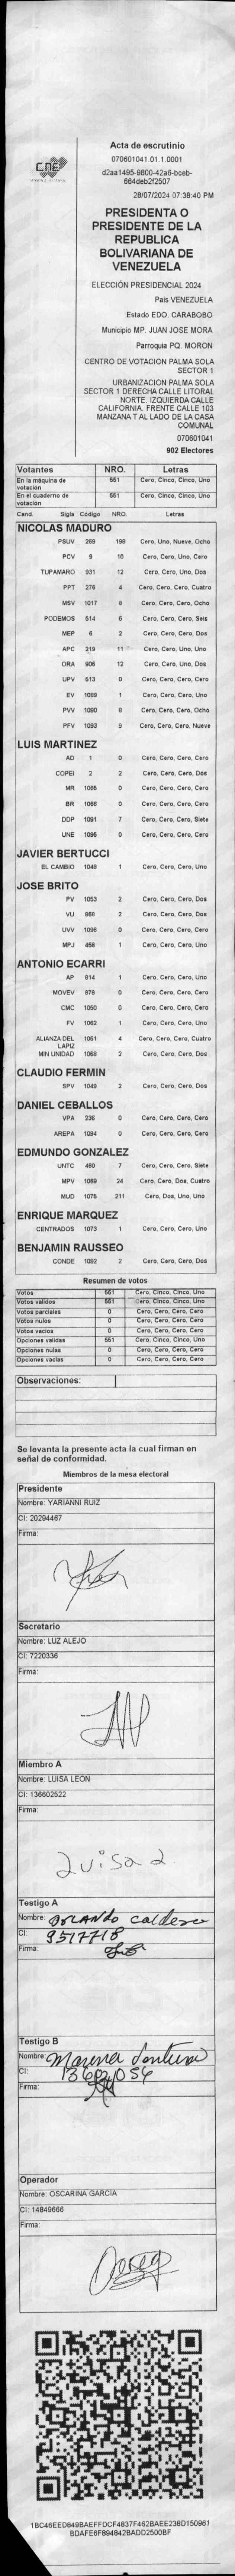 CNE
Acta de escrutinio
070601041.01.1.0001
d2aa1495-9800-42a6-bceb-
664deb2f2507
28/07/2024 07:38:40 PM
PRESIDENTA O
PRESIDENTE DE LA
REPUBLICA
BOLIVARIANA DE
VENEZUELA
ELECCIÓN PRESIDENCIAL 2024
Pais VENEZUELA
Estado EDO. CARABOBO
Municipio MP. JUAN JOSE MORA
Parroquia PQ. MORON
CENTRO DE VOTACION PALMA SOLA
SECTOR 1
URBANIZACION PALMA SOLA
SECTOR 1 DERECHA CALLE LITORAL
NORTE. IZQUIERDA CALLE
CALIFORNIA. FRENTE CALLE 103
MANZANA T AL LADO DE LA CASA
COMUNAL
070601041
902 Electores
Votantes NRO. Letras
En la máquina de votación 551 Cero, Cinco, Cinco, Uno
En el cuaderno de votación 551 Cero, Cinco, Cinco, Uno
Cand. Sigla Código NRO. Letras
NICOLAS MADURO
PSUV 269 198 Cero, Uno, Nueve, Ocho
PCV 9 10 Cero, Cero, Uno, Cero
TUPAMARO 931 12 Cero, Cero, Uno, Dos
PPT 276 4 Cero, Cero, Cero, Cuatro
MSV 1017 8 Cero, Cero, Cero, Ocho
PODEMOS 514 6 Cero, Cero, Cero, Seis
MEP 6 2 Cero, Cero, Cero, Dos
APC 219 11 Cero, Cero, Uno, Uno
ORA 906 12 Cero, Cero, Uno, Dos
UPV 513 0 Cero, Cero, Cero, Cero
EV 1089 1 Cero, Cero, Cero, Uno
PVV 1090 8 Cero, Cero, Cero, Ocho
PFV 1093 9 Cero, Cero, Cero, Nueve
LUIS MARTINEZ
AD 1 0 Cero, Cero, Cero, Cero
COPEI 2 2 Cero, Cero, Cero, Dos
MR 1065 0 Cero, Cero, Cero, Cero
BR 1066 0 Cero, Cero, Cero, Cero
DDP 1091 7 Cero, Cero, Cero, Siete
UNE 1095 0 Cero, Cero, Cero, Cero
JAVIER BERTUCCI
EL CAMBIO 1048 1 Cero, Cero, Cero, Uno
JOSE BRITO
PV 1053 2 Cero, Cero, Cero, Dos
VU 868 2 Cero, Cero, Cero, Dos
UVV 1096 0 Cero, Cero, Cero, Cero
MPJ 458 1 Cero, Cero, Cero, Uno
ANTONIO ECARRI
AP 914 1 Cero, Cero, Cero, Uno
MOVEV 878 0 Cero, Cero, Cero, Cero
CMC 1050 0 Cero, Cero, Cero, Cero
FV 1062 1 Cero, Cero, Cero, Uno
ALIANZA DEL LAPIZ 1051 4 Cero, Cero, Cero, Cuatro
MIN UNIDAD 1068 2 Cero, Cero, Cero, Dos
CLAUDIO FERMIN
SPV 1049 2 Cero, Cero, Cero, Dos
DANIEL CEBALLOS
VPA 236 0 Cero, Cero, Cero, Cero
AREPA 1094 0 Cero, Cero, Cero, Cero
EDMUNDO GONZALEZ
UNTC 460 7 Cero, Cero, Cero, Siete
MPV 1069 24 Cero, Cero, Dos, Cuatro
MUD 1075 211 Cero, Dos, Uno, Uno
ENRIQUE MARQUEZ
CENTRADOS 1073 1 Cero, Cero, Cero, Uno
BENJAMIN RAUSSEO
CONDE 1092 2 Cero, Cero, Cero, Dos
Resumen de votos
Votos 551 Cero, Cinco, Cinco, Uno
Votos validos 551 Cero, Cinco, Cinco, Uno
Votos parciales 0 Cero, Cero, Cero, Cero
Votos nulos 0 Cero, Cero, Cero, Cero
Votos vacios 0 Cero, Cero, Cero, Cero
Opciones validas 551 Cero, Cinco, Cinco, Uno
Opciones nulas 0 Cero, Cero, Cero, Cero
Opciones vacias 0 Cero, Cero, Cero, Cero
Observaciones:
Se levanta la presente acta la cual firman en
señal de conformidad.
Miembros de la mesa electoral
Presidente
Nombre: YARIANNI RUIZ
CI: 20294467
Firma:
Secretario
Nombre: LUZ ALEJO
CI: 7220336
Firma:
Miembro A
Nombre: LUISA LEON
CI: 136602522
Firma:
Luisa L
Testigo A
Nombre: ORLANDO caldera
CI: 9517718
Firma:
Testigo B
Nombre: Marina
CI:
Firma:
Operador
Nombre: OSCARINA GARCIA
CI: 14849666
Firma:
1BC46EED849BAEFFDCF4837F462BAEE238D150961
BDAFE6F894842BADD2500BF